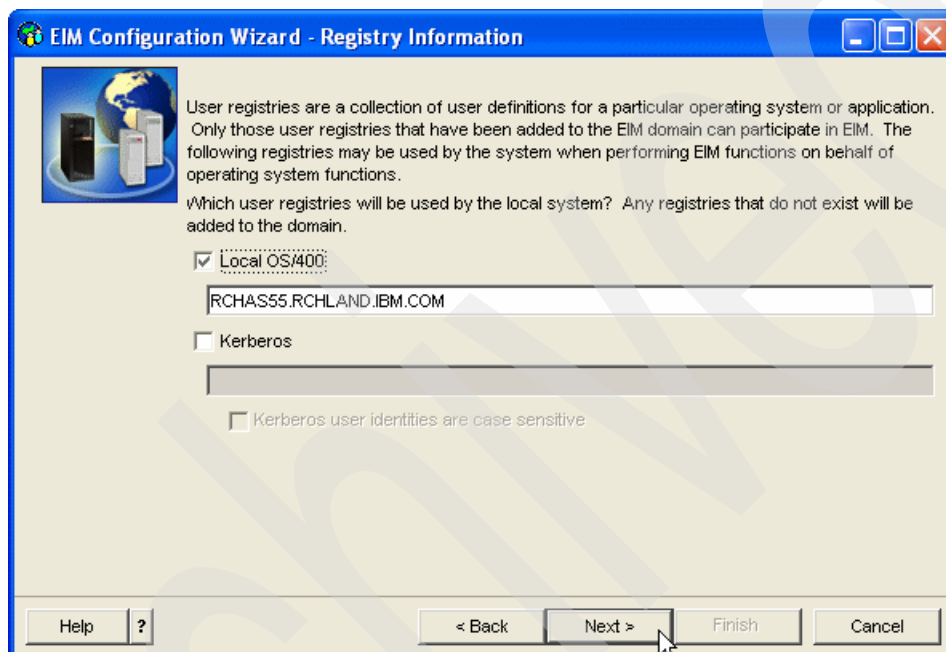 EIM Configuration Wizard - Registry Information
User registries are a collection of user definitions for a particular operating system or application.
Only those user registries that have been added to the EIM domain can participate in EIM. The
following registries may be used by the system when performing EIM functions on behalf of
operating system functions.
Which user registries will be used by the local system? Any registries that do not exist will be
added to the domain.
Local OS/400
RCHAS55.RCHLAND.IBM.COM
Kerberos
Kerberos user identities are case sensitive
Help ? < Back Next > Finish Cancel